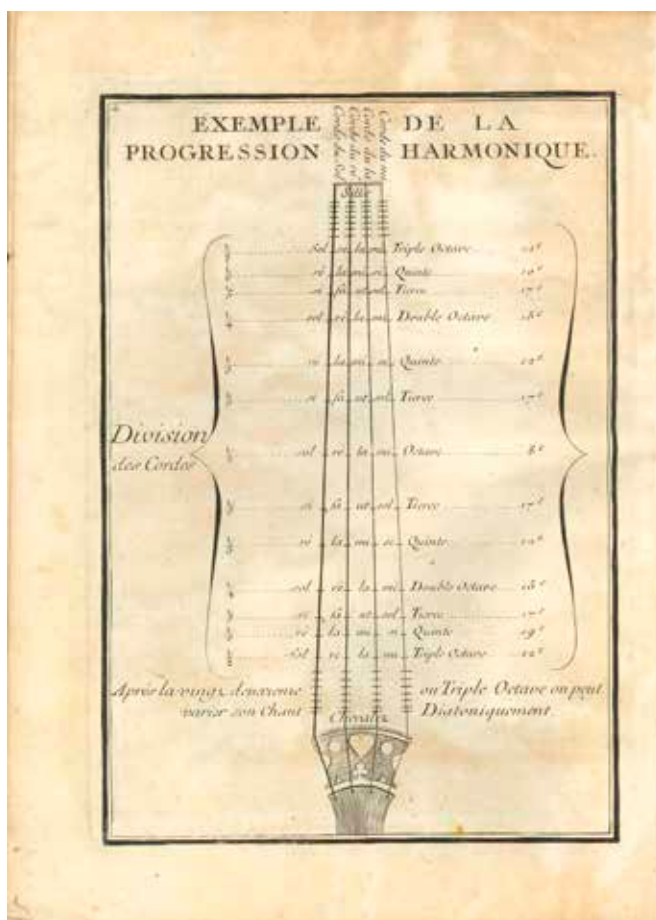 EXEMPLE DE LA
PROGRESSION HARMONIQUE.
Corde du Sol
Corde du ré
Corde du la
Corde du mi
Sillet
Sol re la mi Triple Octave 22e
ré la mi si Quinte 19e
si fa ut sol Tierce 17e
sol ré la mi Double Octave 15e
ré la mi si Quinte 12e
si fa ut sol Tierce 17e
Division
des Cordes
sol ré la mi Octave 8e
si fa ut sol Tierce 17e
ré la mi si Quinte 12e
sol ré la mi Double Octave 15e
si fa ut sol Tierce 17e
ré la mi si Quinte 19e
Sol ré la mi Triple Octave 22e
Après la vingt deuxieme ou Triple Octave on peut
varier son Chant Diatoniquement.
Chevalet